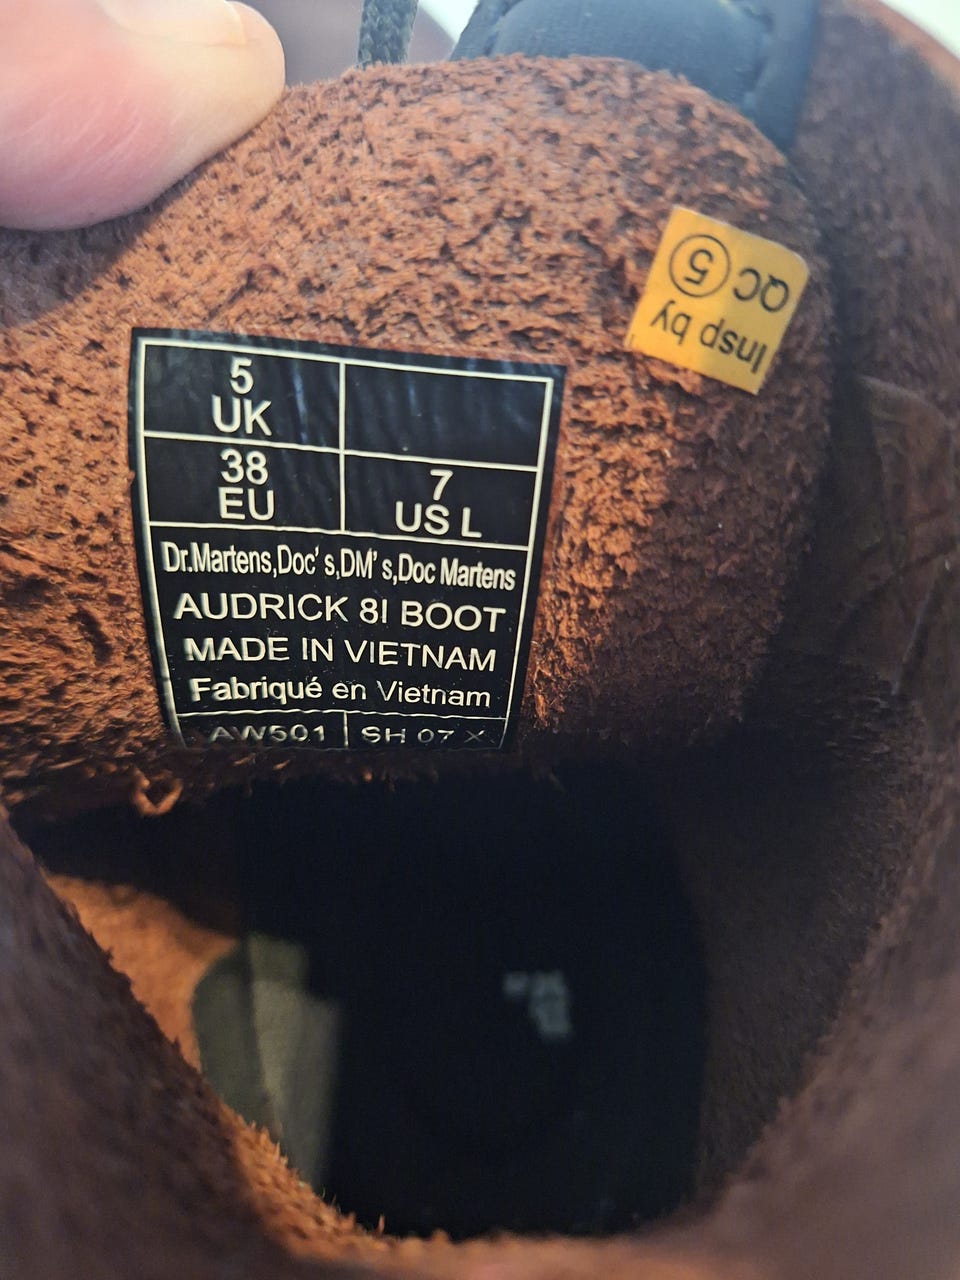 5
UK
38
EU
7
US L
Dr.Martens,Doc's,DM's,Doc Martens
AUDRICK 8I BOOT
MADE IN VIETNAM
Fabriqué en Vietnam
AW501 SH 07 X
Insp by
QC 5